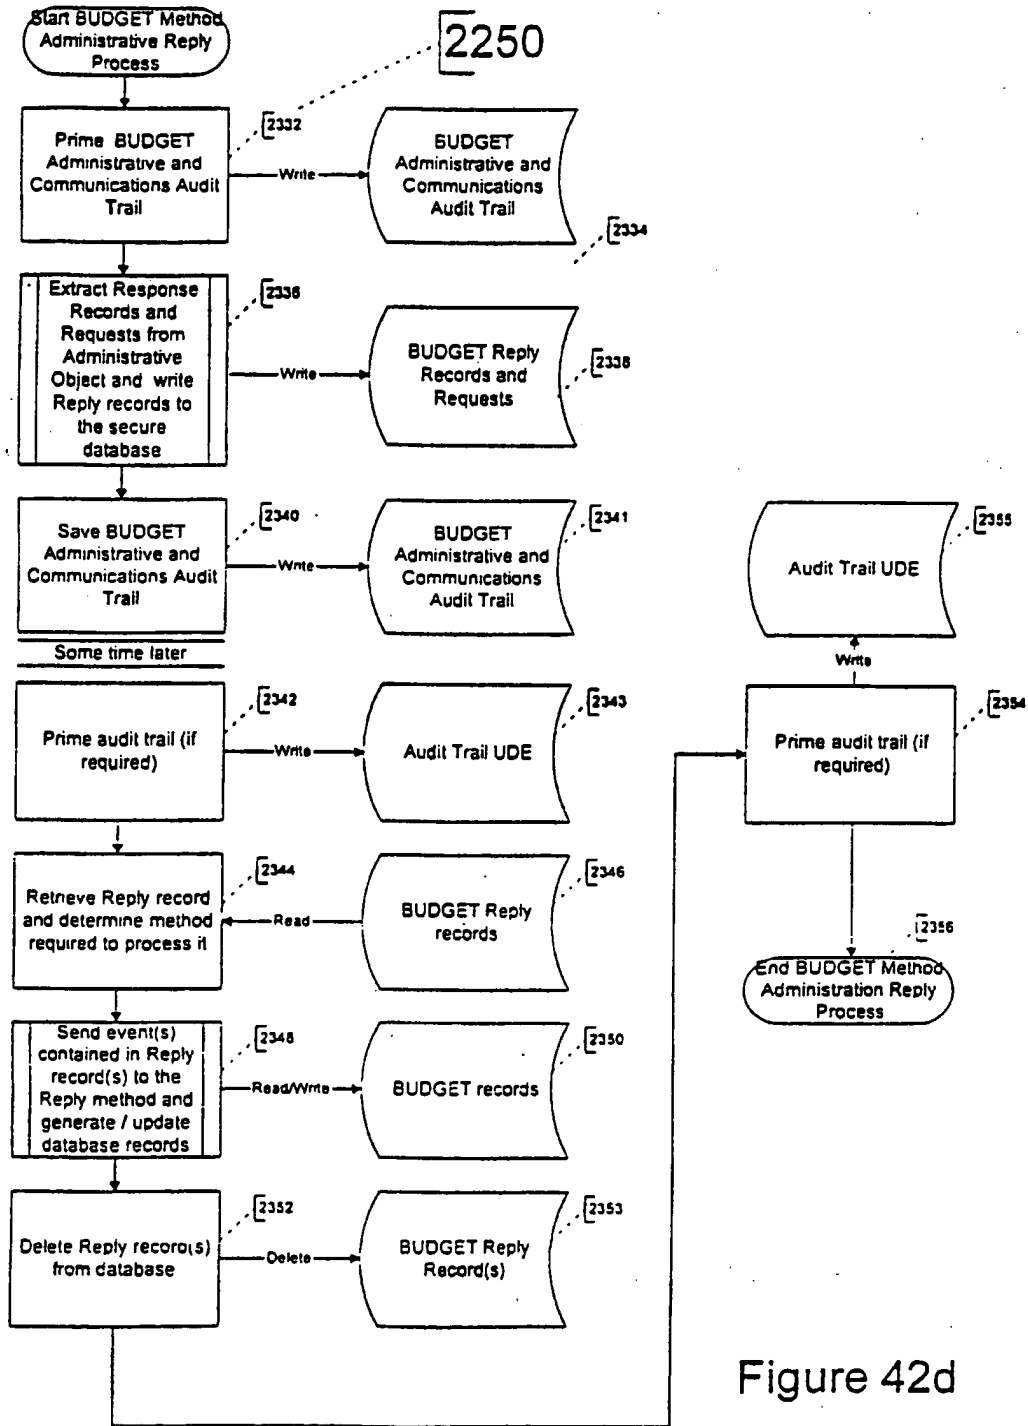 Start BUDGET Method
Administrative Reply
Process
2250
Prime BUDGET
Administrative and
Communications Audit
Trail
2332
Write
BUDGET
Administrative and
Communications
Audit Trail
2334
Extract Response
Records and
Requests from
Administrative
Object and write
Reply records to
the secure
database
2336
Write
BUDGET Reply
Records and
Requests
2338
Save BUDGET
Administrative and
Communications Audit
Trail
2340
Write
BUDGET
Administrative and
Communications
Audit Trail
2341
Some time later
Prime audit trail (if
required)
2342
Write
Audit Trail UDE
2343
Retrieve Reply record
and determine method
required to process it
2344
Read
BUDGET Reply
records
2346
Send event(s)
contained in Reply
record(s) to the
Reply method and
generate / update
database records
2348
Read/Write
BUDGET records
2350
Delete Reply record(s)
from database
2352
Delete
BUDGET Reply
Record(s)
2353
Audit Trail UDE
2355
Write
Prime audit trail (if
required)
2354
2356
End BUDGET Method
Administration Reply
Process
Figure 42d